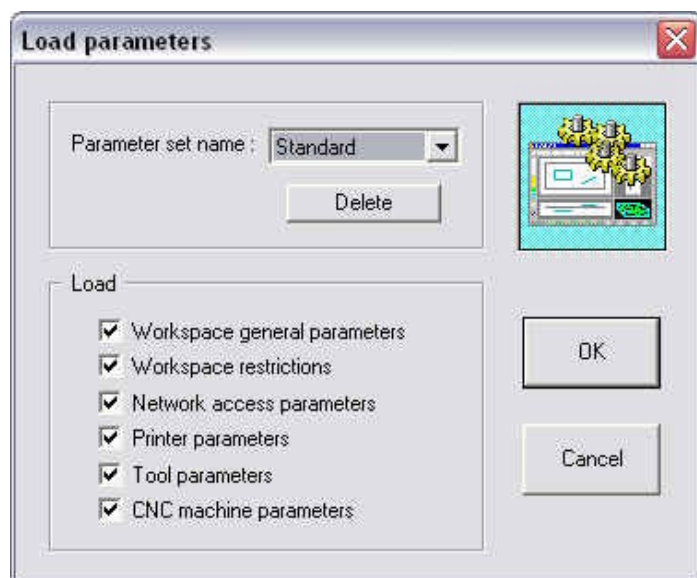 Load parameters
Parameter set name : Standard
Delete
Load
Workspace general parameters
Workspace restrictions
Network access parameters
Printer parameters
Tool parameters
CNC machine parameters
OK
Cancel